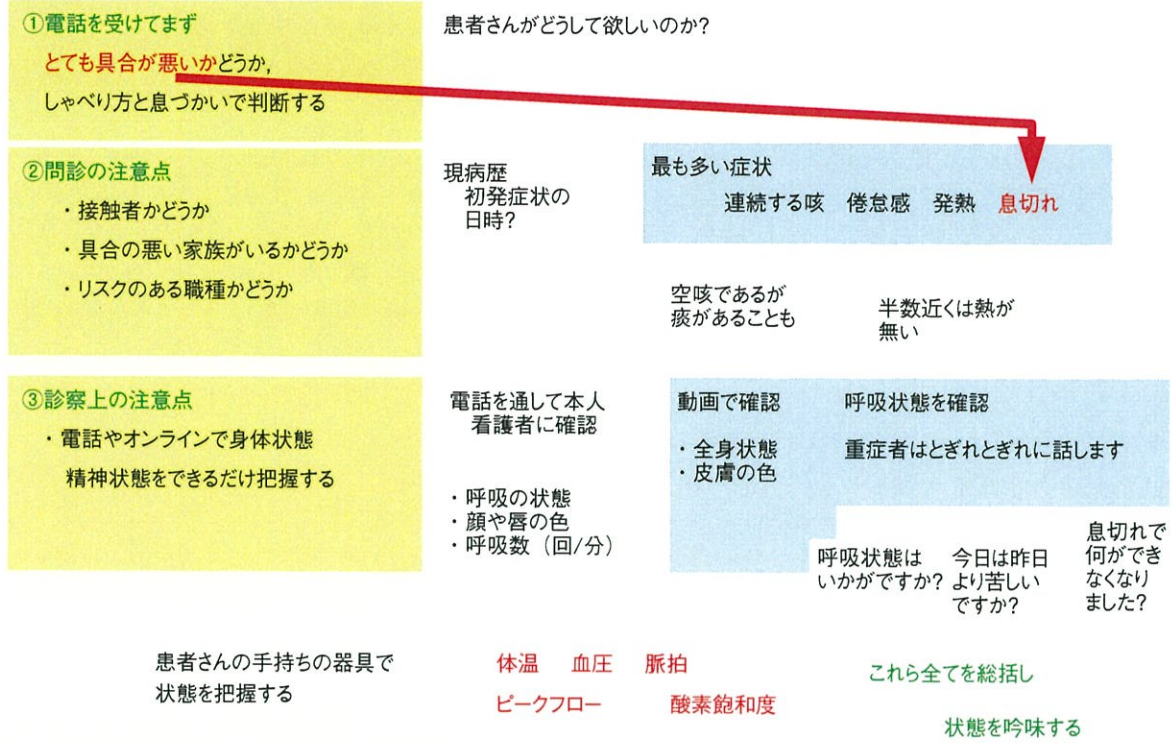 ①電話を受けてまず
とても具合が悪いかどうか,
しゃべり方と息づかいで判断する
患者さんがどうして欲しいのか?
②問診の注意点
・接触者かどうか
・具合の悪い家族がいるかどうか
・リスクのある職種かどうか
現病歴
初発症状の
日時?
最も多い症状
連続する咳 倦怠感 発熱 息切れ
空咳であるが
痰があることも
半数近くは熱が
無い
③診察上の注意点
・電話やオンラインで身体状態
精神状態をできるだけ把握する
電話を通して本人
看護者に確認
・呼吸の状態
・顔や唇の色
・呼吸数（回/分）
動画で確認
・全身状態
・皮膚の色
呼吸状態を確認
重症者はとぎれとぎれに話します
呼吸状態は
いかがですか?
今日は昨日
より苦しい
ですか?
息切れで
何ができ
なくなり
ました?
患者さんの手持ちの器具で
状態を把握する
体温 血圧 脈拍
ピークフロー 酸素飽和度
これら全てを総括し
状態を吟味する